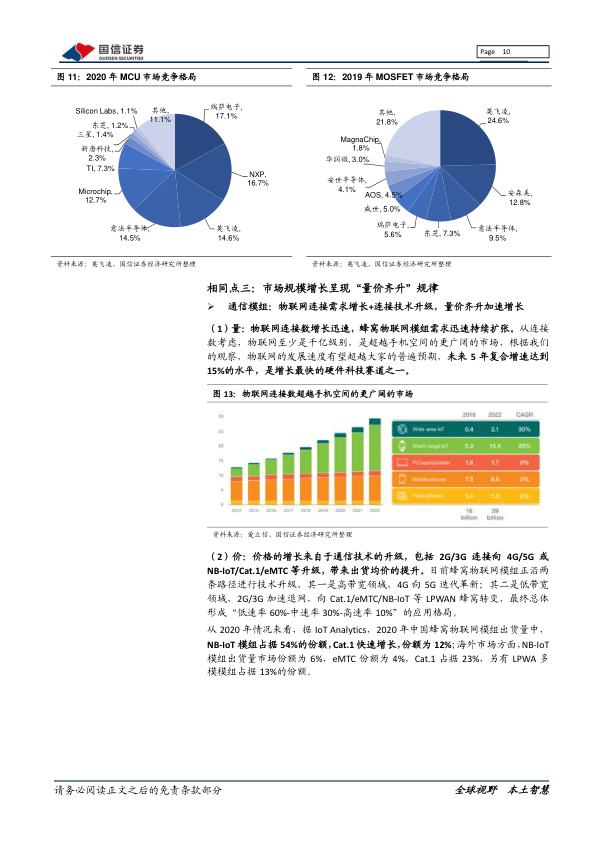 国信证券
GUOSEN SECURITIES
Page 10
图 11：2020 年 MCU 市场竞争格局
Silicon Labs, 1.1%
其他, 11.1%
瑞萨电子, 17.1%
东芝, 1.2%
三星, 1.4%
新唐科技, 2.3%
TI, 7.3%
NXP, 16.7%
Microchip, 12.7%
意法半导体, 14.5%
英飞凌, 14.6%
资料来源：英飞凌、国信证券经济研究所整理
图 12：2019 年 MOSFET 市场竞争格局
其他, 21.8%
英飞凌, 24.6%
MagnaChip, 1.8%
华润微, 3.0%
安世半导体, 4.1%
AOS, 4.5%
威世, 5.0%
瑞萨电子, 5.6%
东芝, 7.3%
意法半导体, 9.5%
安森美, 12.8%
资料来源：英飞凌、国信证券经济研究所整理
相同点三：市场规模增长呈现“量价齐升”规律
➢ 通信模组：物联网连接需求增长+连接技术升级，量价齐升加速增长
（1）量：物联网连接数增长迅速，蜂窝物联网模组需求迅速持续扩张。从连接
数考虑，物联网至少是千亿级别，是超越手机空间的更广阔的市场，根据我们
的观察，物联网的发展速度有望超越大家的普遍预期，未来 5 年复合增速达到
15%的水平，是增长最快的硬件科技赛道之一。
图 13：物联网连接数超越手机空间的更广阔的市场
30
25
20
15
10
5
0
2014 2015 2016 2017 2018 2019 2020 2021 2022
2016 2022 CAGR
Wide-area IoT 0.4 2.1 30%
Short-range IoT 5.2 15.5 20%
PC/laptop/tablet 1.6 1.7 0%
Mobile phones 7.3 8.6 3%
Fixed phones 1.4 1.3 0%
16 billion
29 billion
资料来源：爱立信、国信证券经济研究所整理
（2）价：价格的增长来自于通信技术的升级，包括 2G/3G 连接向 4G/5G 或
NB-IoT/Cat.1/eMTC 等升级，带来出货均价的提升。目前蜂窝物联网模组正沿两
条路径进行技术升级，其一是高带宽领域，4G 向 5G 迭代革新；其二是低带宽
领域，2G/3G 加速退网，向 Cat.1/eMTC/NB-IoT 等 LPWAN 蜂窝转变，最终总体
形成“低速率 60%-中速率 30%-高速率 10%”的应用格局。
从 2020 年情况来看，据 IoT Analytics，2020 年中国蜂窝物联网模组出货量中，
NB-IoT 模组占据 54%的份额，Cat.1 快速增长，份额为 12%；海外市场方面，NB-IoT
模组出货量市场份额为 6%，eMTC 份额为 4%，Cat.1 占据 23%，另有 LPWA 多
模模组占据 13%的份额。
请务必阅读正文之后的免责条款部分
全球视野 本土智慧